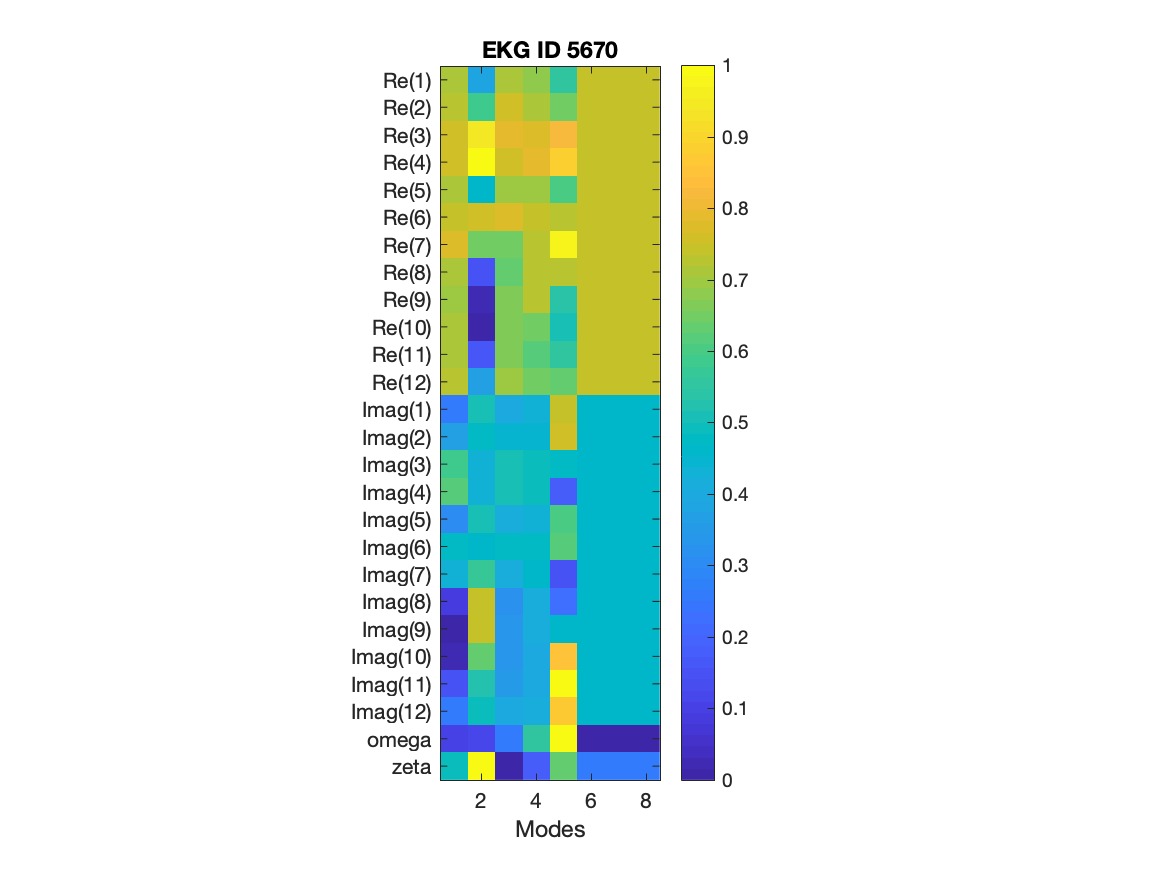 EKG ID 5670
Re(1)
Re(2)
Re(3)
Re(4)
Re(5)
Re(6)
Re(7)
Re(8)
Re(9)
Re(10)
Re(11)
Re(12)
Imag(1)
Imag(2)
Imag(3)
Imag(4)
Imag(5)
Imag(6)
Imag(7)
Imag(8)
Imag(9)
Imag(10)
Imag(11)
Imag(12)
omega
zeta
2 4 6 8
Modes
1
0.9
0.8
0.7
0.6
0.5
0.4
0.3
0.2
0.1
0